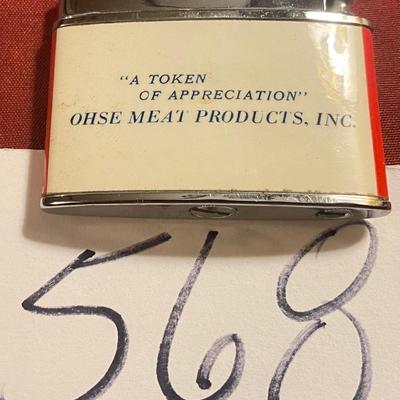 "A TOKEN
OF APPRECIATION"
OHSE MEAT PRODUCTS, INC.
568